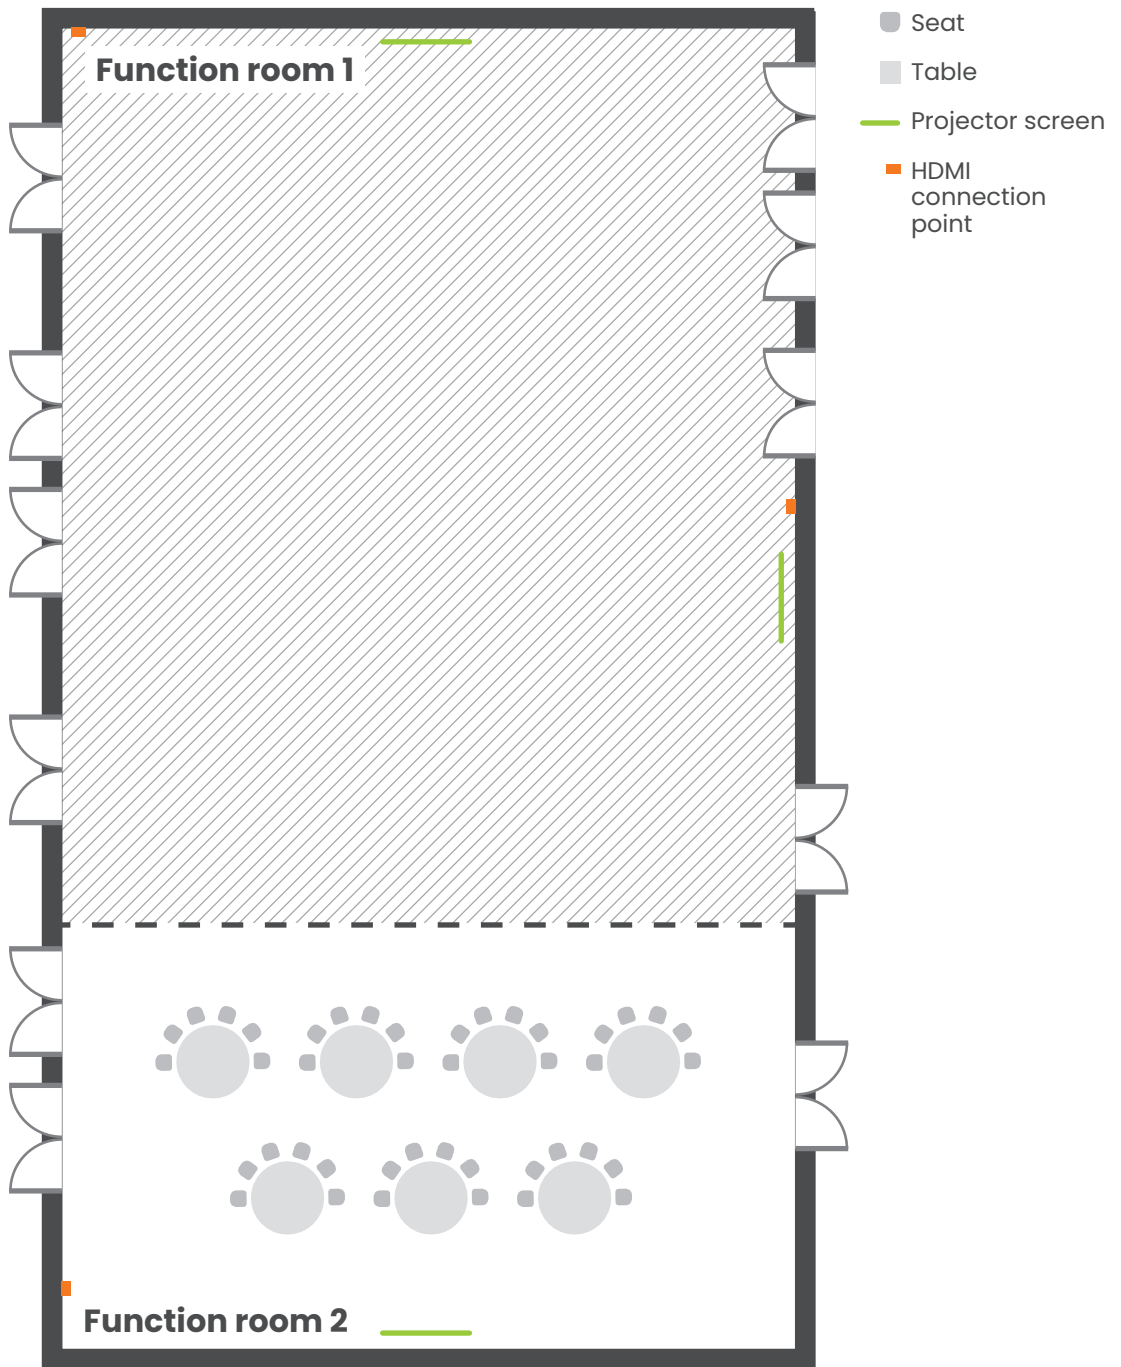 Function room 1
Seat
Table
Projector screen
HDMI
connection
point
Function room 2